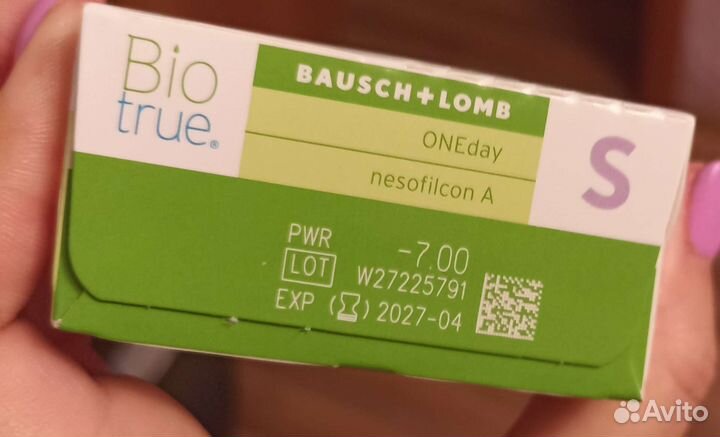 Bio
true®
BAUSCH+LOMB
ONEday
nesofilcon A
S
PWR -7.00
LOT W27225791
EXP 2027-04
Avito